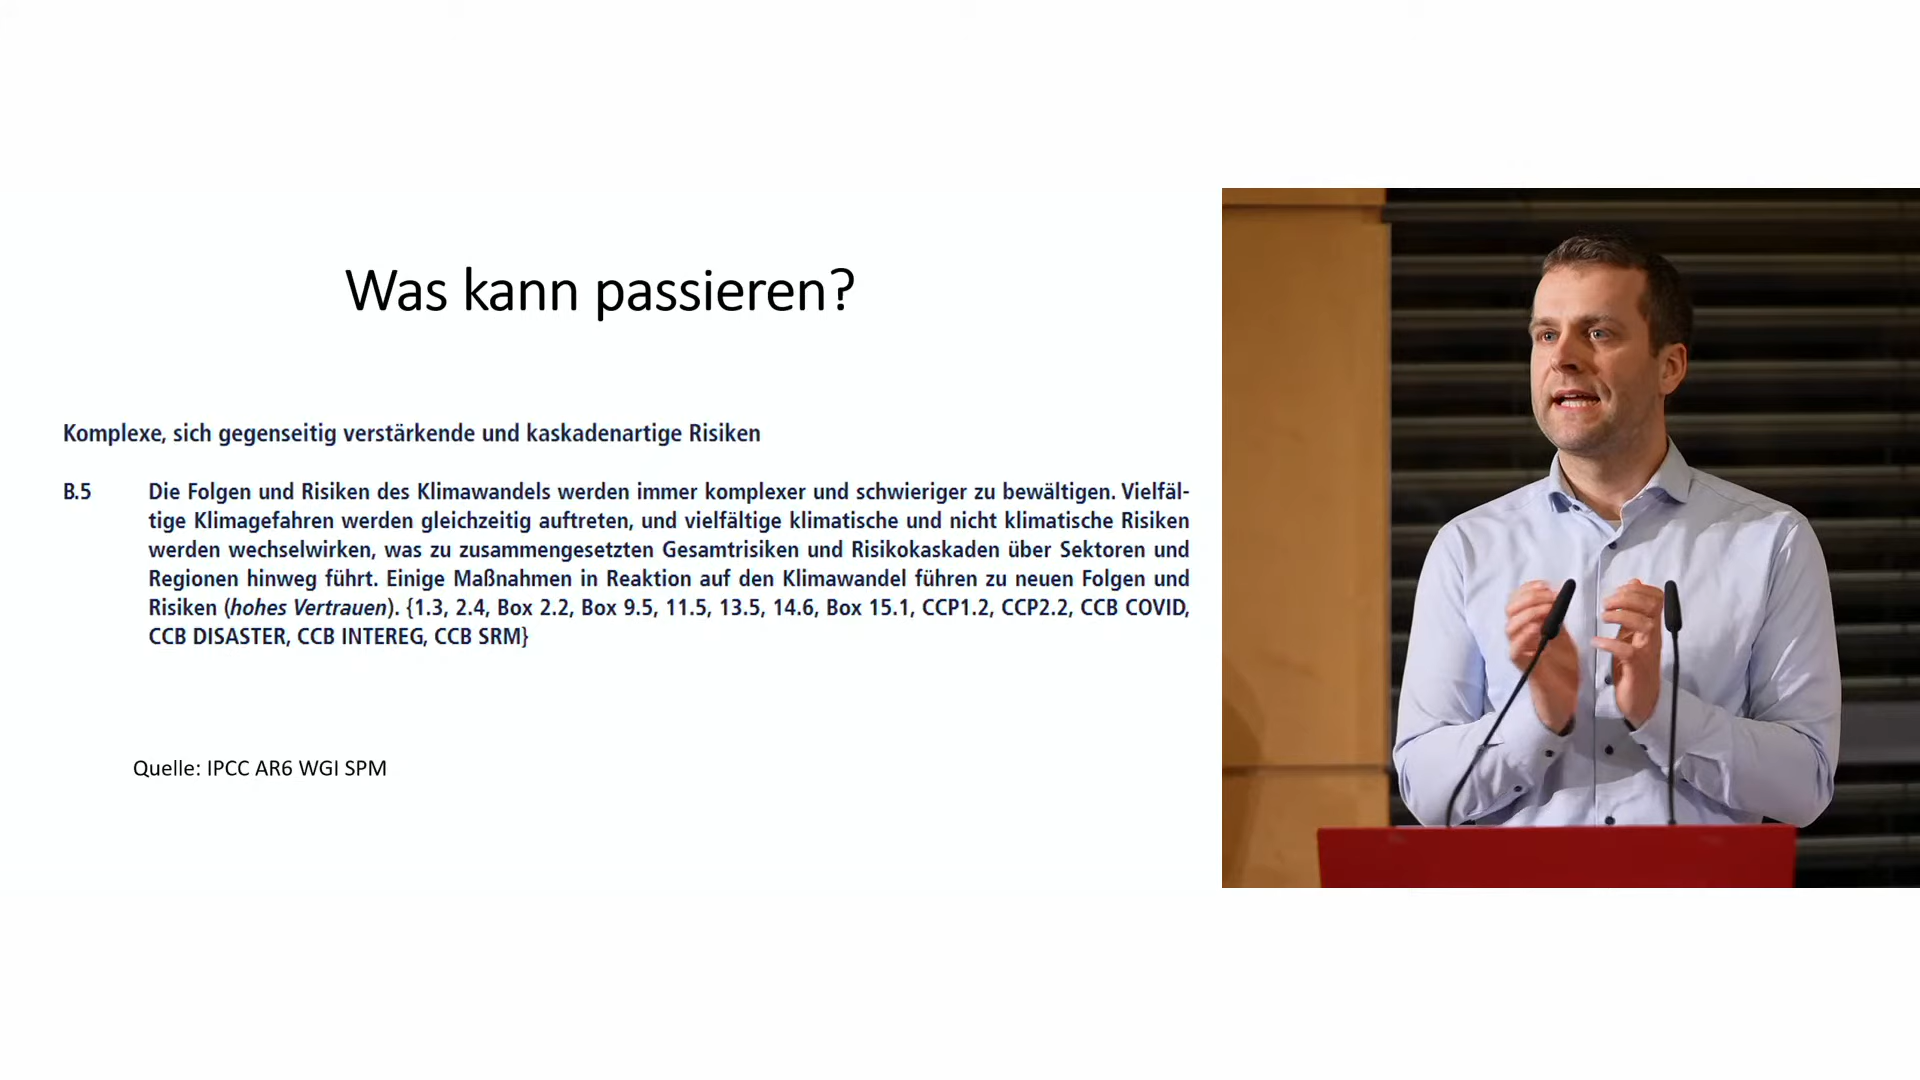 Was kann passieren?
Komplexe, sich gegenseitig verstärkende und kaskadenartige Risiken
B.5 Die Folgen und Risiken des Klimawandels werden immer komplexer und schwieriger zu bewältigen. Vielfäl-
tige Klimagefahren werden gleichzeitig auftreten, und vielfältige klimatische und nicht klimatische Risiken
werden wechselwirken, was zu zusammengesetzten Gesamtrisiken und Risikokaskaden über Sektoren und
Regionen hinweg führt. Einige Maßnahmen in Reaktion auf den Klimawandel führen zu neuen Folgen und
Risiken (hohes Vertrauen). {1.3, 2.4, Box 2.2, Box 9.5, 11.5, 13.5, 14.6, Box 15.1, CCP1.2, CCP2.2, CCB COVID,
CCB DISASTER, CCB INTEREG, CCB SRM}
Quelle: IPCC AR6 WGI SPM